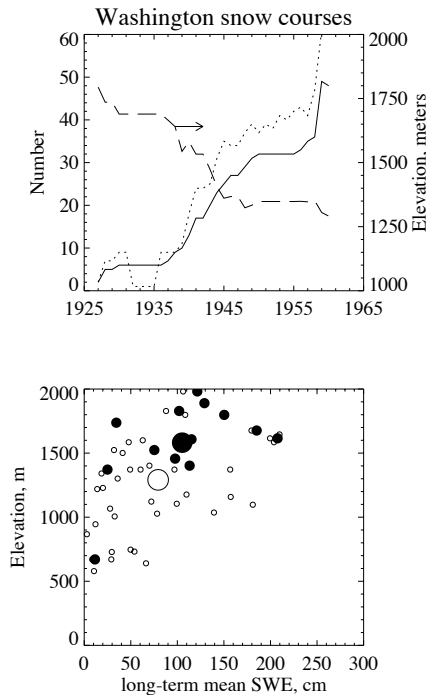 Washington snow courses
60
50
40
30
20
10
0
Number
2000
1750
1500
1250
1000
Elevation, meters
1925 1935 1945 1955 1965
2000
1500
1000
500
0
Elevation, m
0 50 100 150 200 250 300
long-term mean SWE, cm